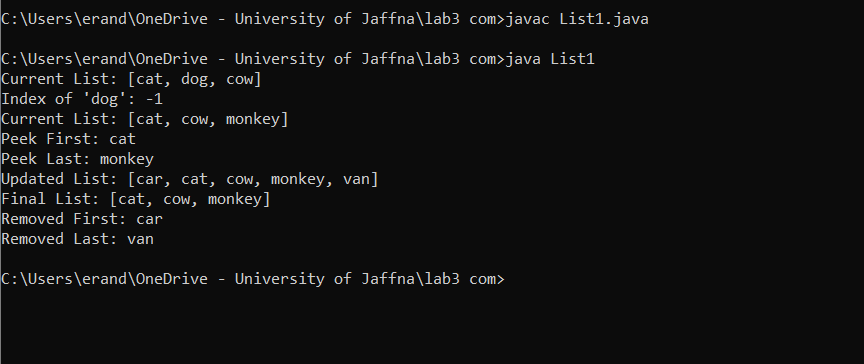 C:\Users\erand\OneDrive - University of Jaffna\lab3 com>javac List1.java
C:\Users\erand\OneDrive - University of Jaffna\lab3 com>java List1
Current List: [cat, dog, cow]
Index of 'dog': -1
Current List: [cat, cow, monkey]
Peek First: cat
Peek Last: monkey
Updated List: [car, cat, cow, monkey, van]
Final List: [cat, cow, monkey]
Removed First: car
Removed Last: van
C:\Users\erand\OneDrive - University of Jaffna\lab3 com>